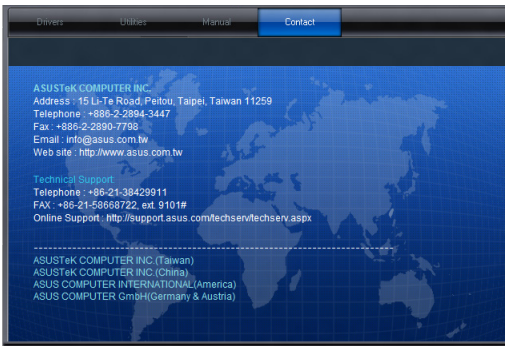 Drivers Utilities Manual Contact
ASUSTeK COMPUTER INC.
Address : 15 Li-Te Road, Peitou, Taipei, Taiwan 11259
Telephone : +886-2-2894-3447
Fax : +886-2-2890-7798
Email : info@asus.com.tw
Web site : http://www.asus.com.tw
Technical Support
Telephone : +86-21-38429911
FAX : +86-21-58668722, ext. 9101#
Online Support : http://support.asus.com/techserv/techserv.aspx
ASUSTeK COMPUTER INC.(Taiwan)
ASUSTeK COMPUTER INC.(China)
ASUS COMPUTER INTERNATIONAL(America)
ASUS COMPUTER GmbH(Germany & Austria)